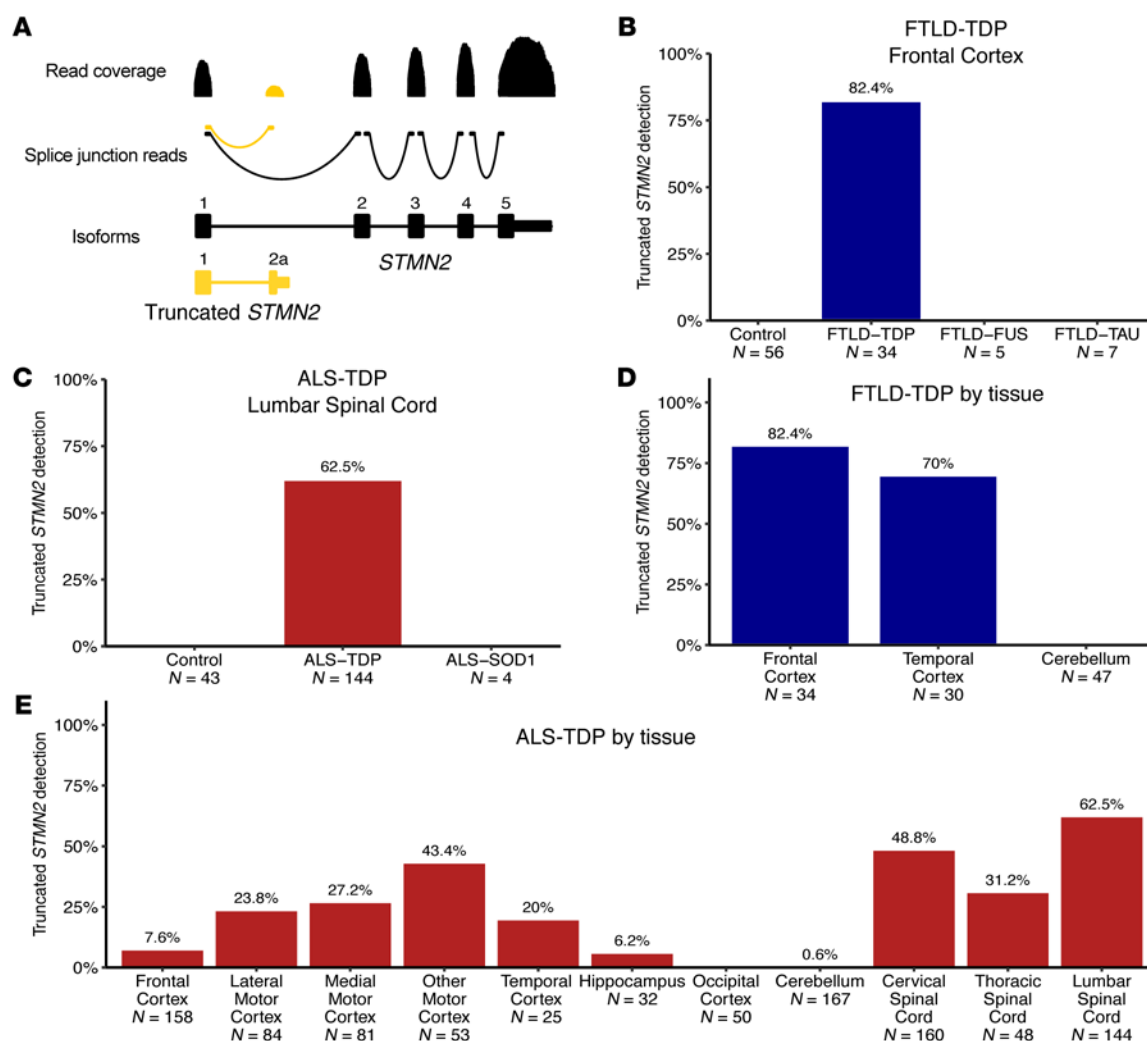 A
Read coverage
Splice junction reads
1 2 3 4 5
Isoforms
STMN2
1 2a
Truncated STMN2
B
FTLD-TDP
Frontal Cortex
Truncated STMN2 detection
100%
75%
50%
25%
0%
82.4%
Control
N = 56
FTLD–TDP
N = 34
FTLD–FUS
N = 5
FTLD–TAU
N = 7
C
ALS-TDP
Lumbar Spinal Cord
Truncated STMN2 detection
100%
75%
50%
25%
0%
62.5%
Control
N = 43
ALS–TDP
N = 144
ALS–SOD1
N = 4
D
FTLD-TDP by tissue
Truncated STMN2 detection
100%
75%
50%
25%
0%
82.4%
70%
Frontal
Cortex
N = 34
Temporal
Cortex
N = 30
Cerebellum
N = 47
E
ALS-TDP by tissue
Truncated STMN2 detection
100%
75%
50%
25%
0%
7.6%
23.8%
27.2%
43.4%
20%
6.2%
0.6%
48.8%
31.2%
62.5%
Frontal
Cortex
N = 158
Lateral
Motor
Cortex
N = 84
Medial
Motor
Cortex
N = 81
Other
Motor
Cortex
N = 53
Temporal
Cortex
N = 25
Hippocampus
N = 32
Occipital
Cortex
N = 50
Cerebellum
N = 167
Cervical
Spinal
Cord
N = 160
Thoracic
Spinal
Cord
N = 48
Lumbar
Spinal
Cord
N = 144